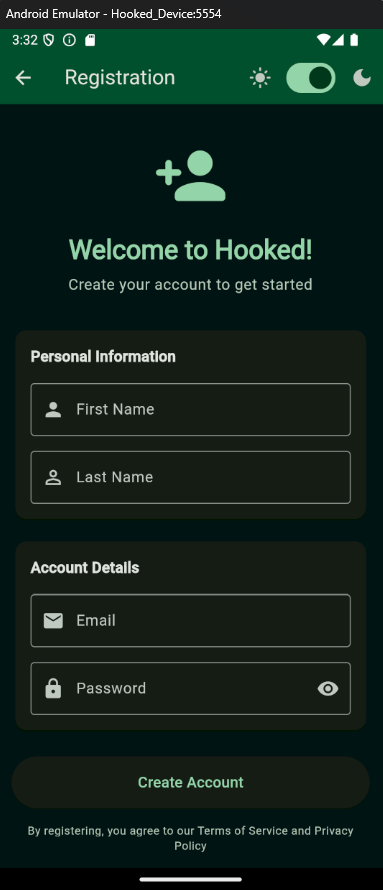 Android Emulator - Hooked_Device:5554
3:32
Registration
Welcome to Hooked!
Create your account to get started
Personal Information
First Name
Last Name
Account Details
Email
Password
Create Account
By registering, you agree to our Terms of Service and Privacy
Policy